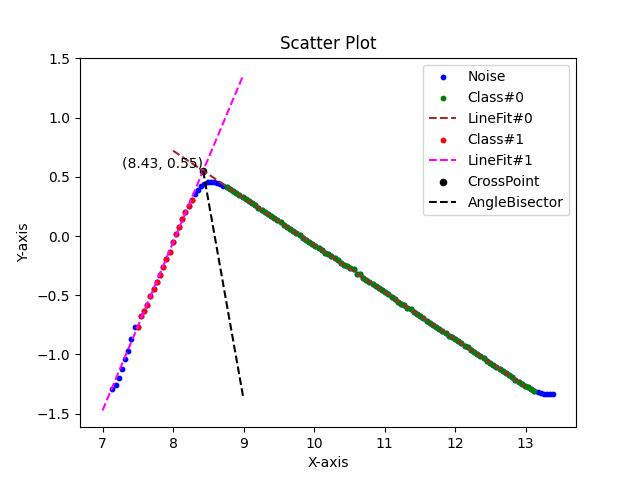 Scatter Plot
1.5
1.0
0.5
0.0
−0.5
−1.0
−1.5
Y-axis
(8.43, 0.55)
Noise
Class#0
LineFit#0
Class#1
LineFit#1
CrossPoint
AngleBisector
7 8 9 10 11 12 13
X-axis